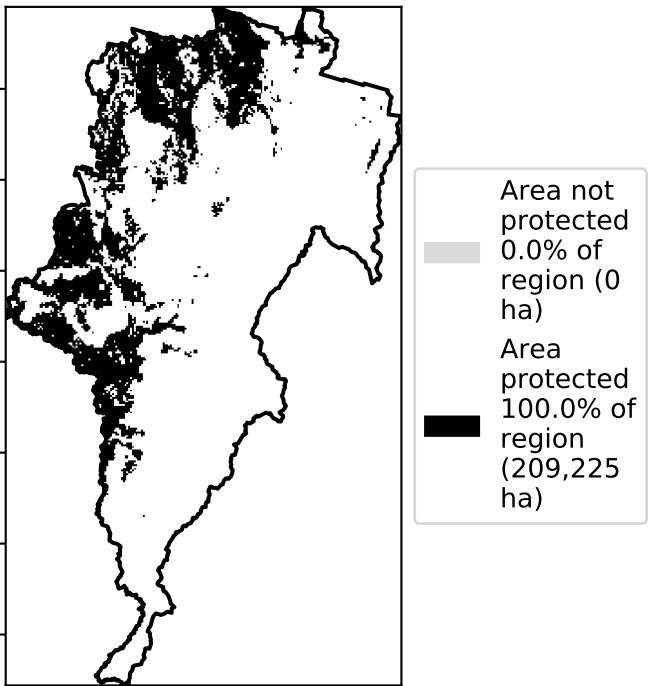 Area not
protected
0.0% of
region (0
ha)
Area
protected
100.0% of
region
(209,225
ha)